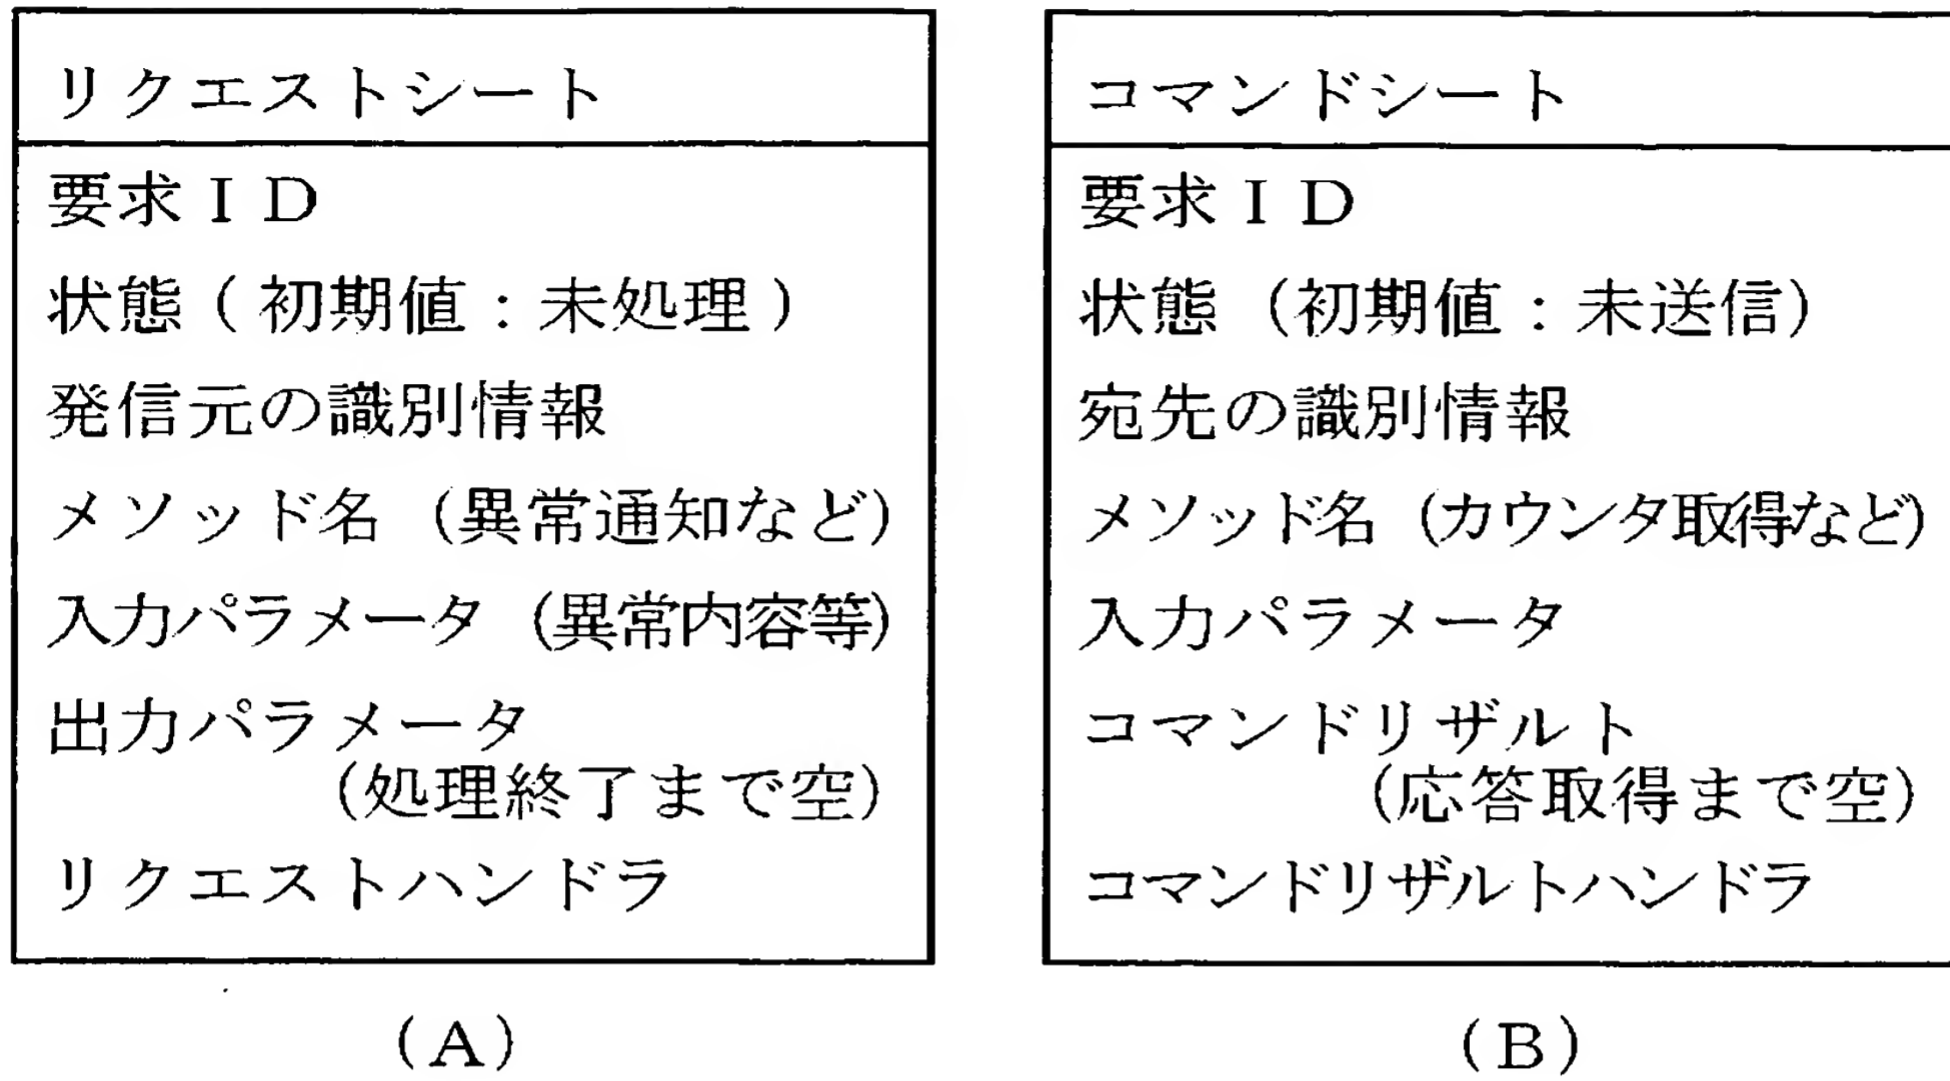 リクエストシート
要求ID
状態(初期値:未処理)
発信元の識別情報
メソッド名(異常通知など)
入力パラメータ(異常内容等)
出力パラメータ
(処理終了まで空)
リクエストハンドラ
(A)
コマンドシート
要求ID
状態(初期値:未送信)
宛先の識別情報
メソッド名(カウンタ取得など)
入力パラメータ
コマンドリザルト
(応答取得まで空)
コマンドリザルトハンドラ
(B)